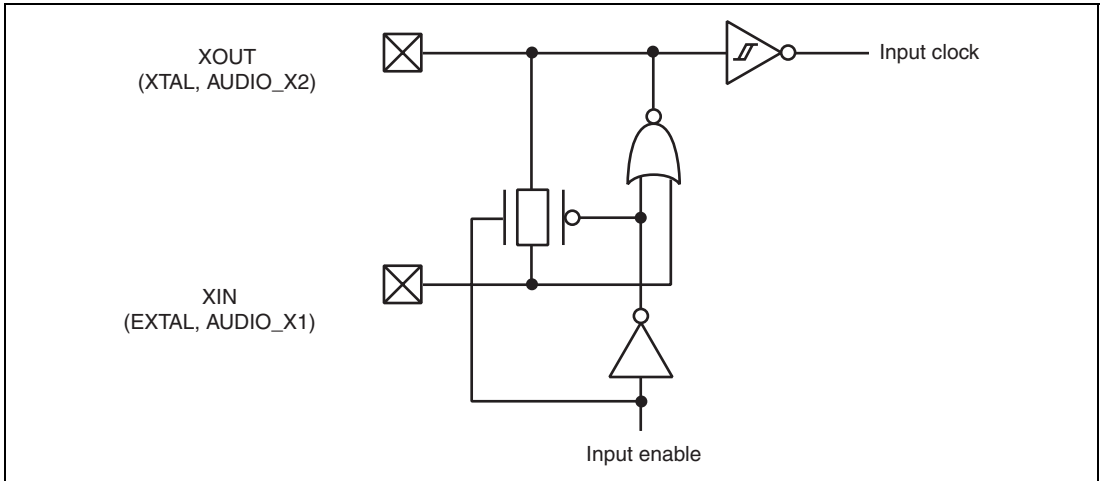 XOUT
(XTAL, AUDIO_X2)
Input clock
XIN
(EXTAL, AUDIO_X1)
Input enable